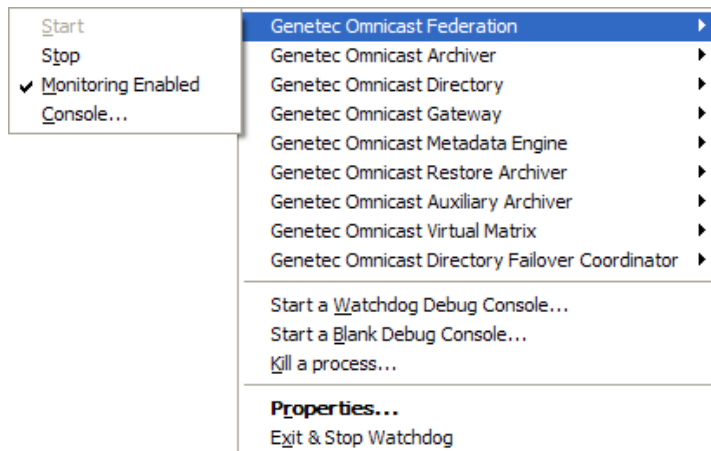 Start
Stop
Monitoring Enabled
Console...
Genetec Omnicast Federation
Genetec Omnicast Archiver
Genetec Omnicast Directory
Genetec Omnicast Gateway
Genetec Omnicast Metadata Engine
Genetec Omnicast Restore Archiver
Genetec Omnicast Auxiliary Archiver
Genetec Omnicast Virtual Matrix
Genetec Omnicast Directory Failover Coordinator
Start a Watchdog Debug Console...
Start a Blank Debug Console...
Kill a process...
Properties...
Exit & Stop Watchdog